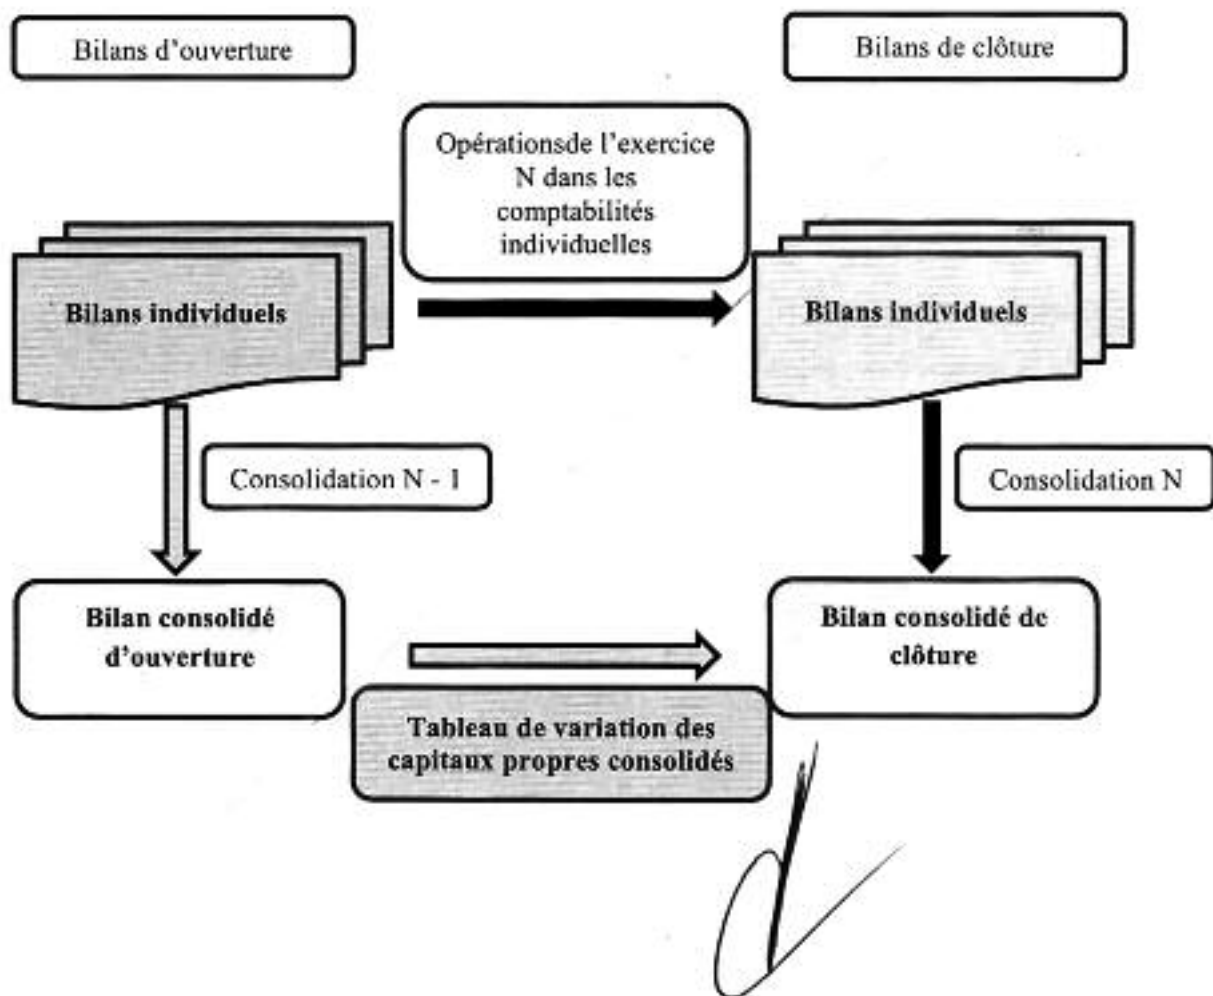 Bilans d'ouverture
Bilans de clôture
Opérationsde l'exercice
N dans les
comptabilités
individuelles
Bilans individuels
Bilans individuels
Consolidation N - 1
Consolidation N
Bilan consolidé
d'ouverture
Bilan consolidé de
clôture
Tableau de variation des
capitaux propres consolidés